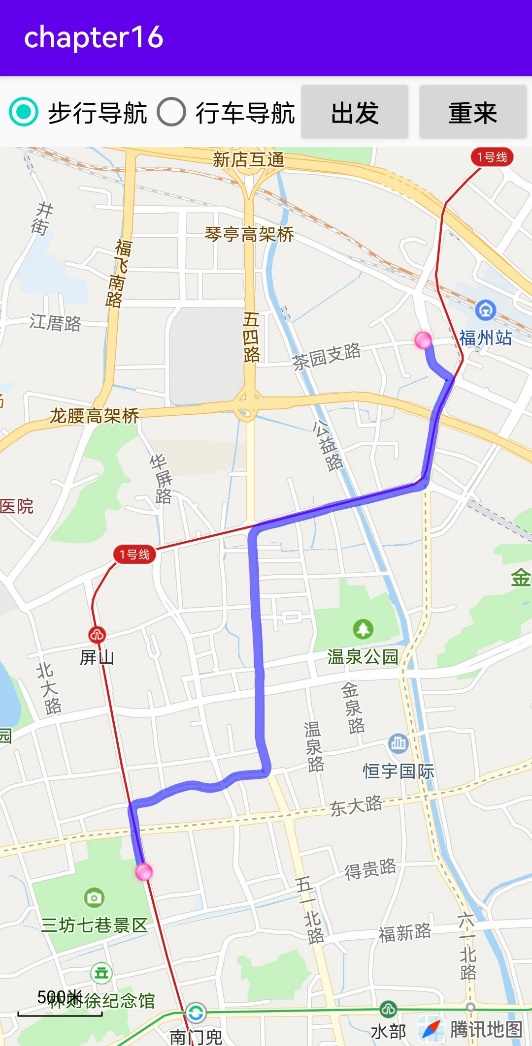 chapter16
步行导航
行车导航
出发
重来
新店互通
1号线
井街
琴亭高架桥
福飞南路
江厝路
五四路
福州站
茶园支路
龙腰高架桥
公益路
华屏路
医院
1号线
金
屏山
温泉公园
北大路
金泉路
园
温泉路
恒宇国际
东大路
得贵路
五一北路
三坊七巷景区
六一北路
福新路
500米
林则徐纪念馆
南门兜
水部
腾讯地图